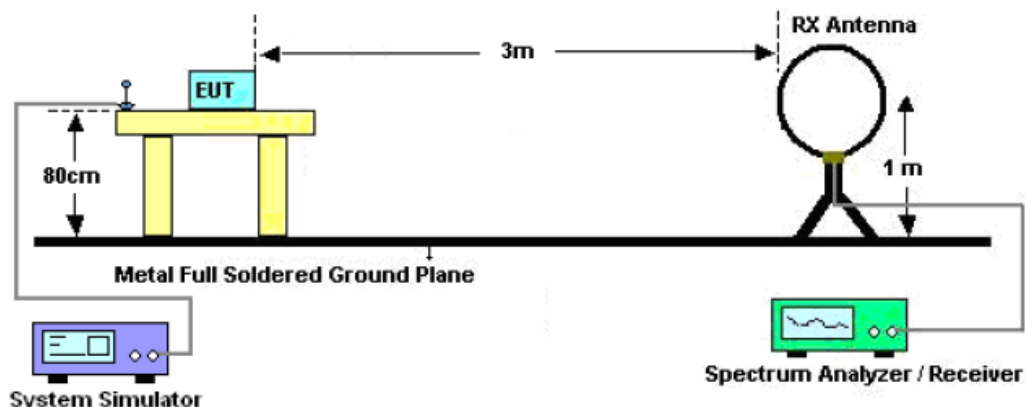 RX Antenna
3m
EUT
80cm
1 m
Metal Full Soldered Ground Plane
System Simulator
Spectrum Analyzer / Receiver